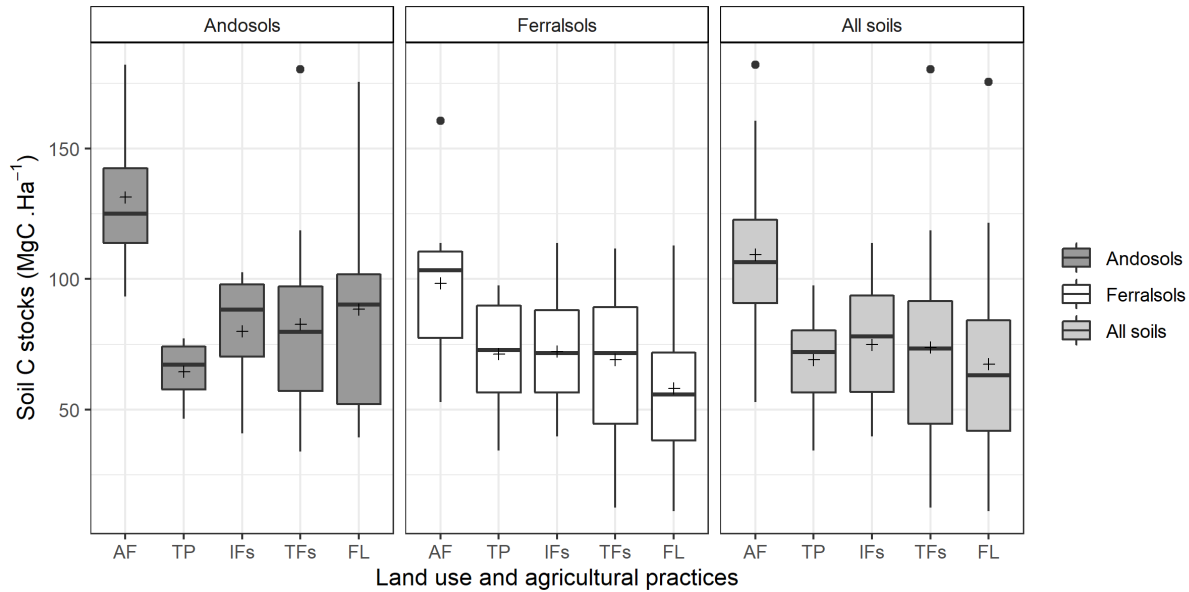 Andosols
Ferralsols
All soils
Soil C stocks (MgC .Ha⁻¹)
150
100
50
AF TP IFs TFs FL
AF TP IFs TFs FL
AF TP IFs TFs FL
Land use and agricultural practices
Andosols
Ferralsols
All soils